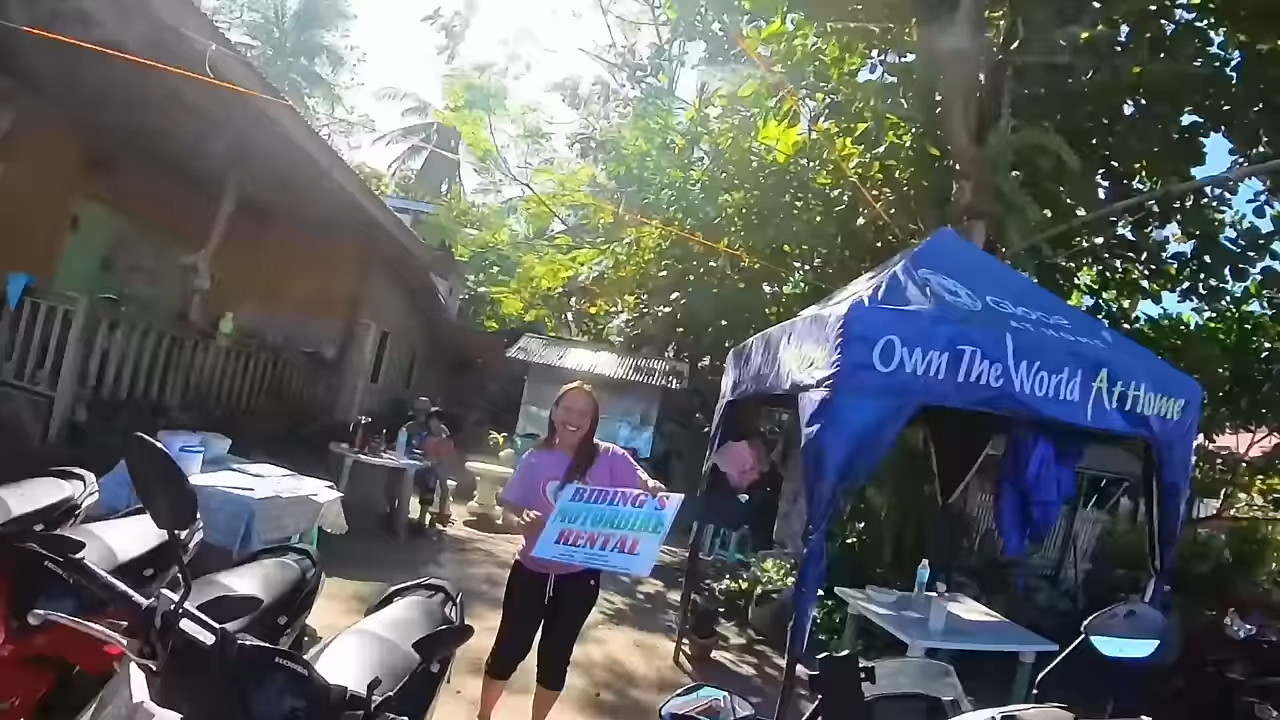 BIBING'S
MOTORBIKE
RENTAL
Globe
AT HOME
Own The World At Home
HONDA